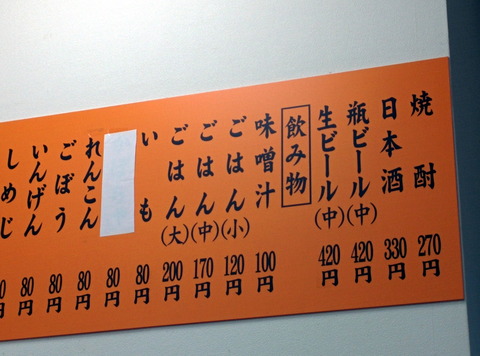 焼酎 270円
日本酒 330円
瓶ビール(中) 420円
生ビール(中) 420円
飲み物
味噌汁 100円
ごはん(小) 120円
ごはん(中) 170円
ごはん(大) 200円
いも 80円
80円
れんこん 80円
ごぼう 80円
いんげん 80円
しめじ 0円